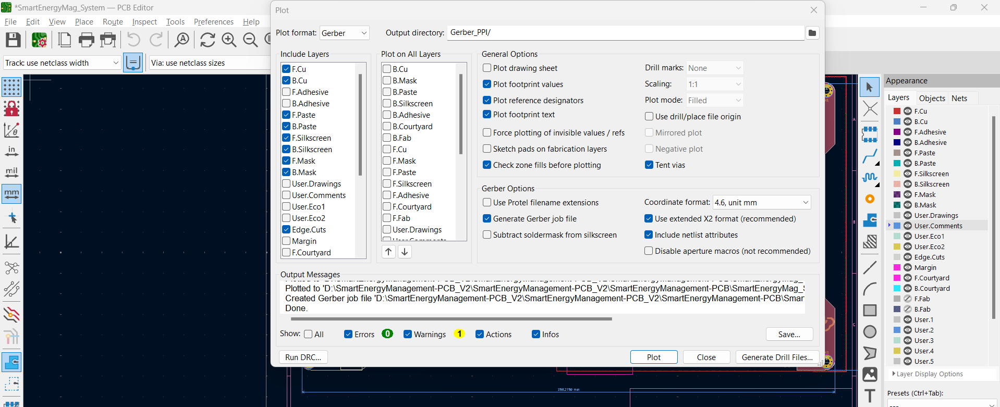 *SmartEnergyMag_System — PCB Editor
File Edit View Place Route Inspect Tools Preferences Help
Track: use netclass width
Via: use netclass sizes
in
mil
mm
Plot
Plot format: Gerber
Output directory: Gerber_PPI/
Include Layers
F.Cu
B.Cu
F.Adhesive
B.Adhesive
F.Paste
B.Paste
F.Silkscreen
B.Silkscreen
F.Mask
B.Mask
User.Drawings
User.Comments
User.Eco1
User.Eco2
Edge.Cuts
Margin
F.Courtyard
Plot on All Layers
B.Cu
B.Mask
B.Paste
B.Silkscreen
B.Adhesive
B.Courtyard
B.Fab
F.Cu
F.Mask
F.Paste
F.Silkscreen
F.Adhesive
F.Courtyard
F.Fab
User.Drawings
User.Comments
General Options
Plot drawing sheet
Plot footprint values
Plot reference designators
Plot footprint text
Force plotting of invisible values / refs
Sketch pads on fabrication layers
Check zone fills before plotting
Drill marks: None
Scaling: 1:1
Plot mode: Filled
Use drill/place file origin
Mirrored plot
Negative plot
Tent vias
Gerber Options
Use Protel filename extensions
Generate Gerber job file
Subtract soldermask from silkscreen
Coordinate format: 4.6, unit mm
Use extended X2 format (recommended)
Include netlist attributes
Disable aperture macros (not recommended)
Output Messages
Plotted to 'D:\SmartEnergyManagement-PCB_V2\SmartEnergyManagement-PCB_V2\SmartEnergyManagement-PCB\SmartEnergyMag_
Created Gerber job file 'D:\SmartEnergyManagement-PCB_V2\SmartEnergyManagement-PCB_V2\SmartEnergyManagement-PCB\Smar
Done.
Show: All Errors 0 Warnings 1 Actions Infos
Save...
Run DRC...
Plot
Close
Generate Drill Files...
259.2750 mm
A
B
C
Appearance
Layers Objects Nets
F.Cu
B.Cu
F.Adhesive
B.Adhesive
F.Paste
B.Paste
F.Silkscreen
B.Silkscreen
F.Mask
B.Mask
User.Drawings
User.Comments
User.Eco1
User.Eco2
Edge.Cuts
Margin
F.Courtyard
B.Courtyard
F.Fab
B.Fab
User.1
User.2
User.3
User.4
User.5
Layer Display Options
Presets (Ctrl+Tab):
---